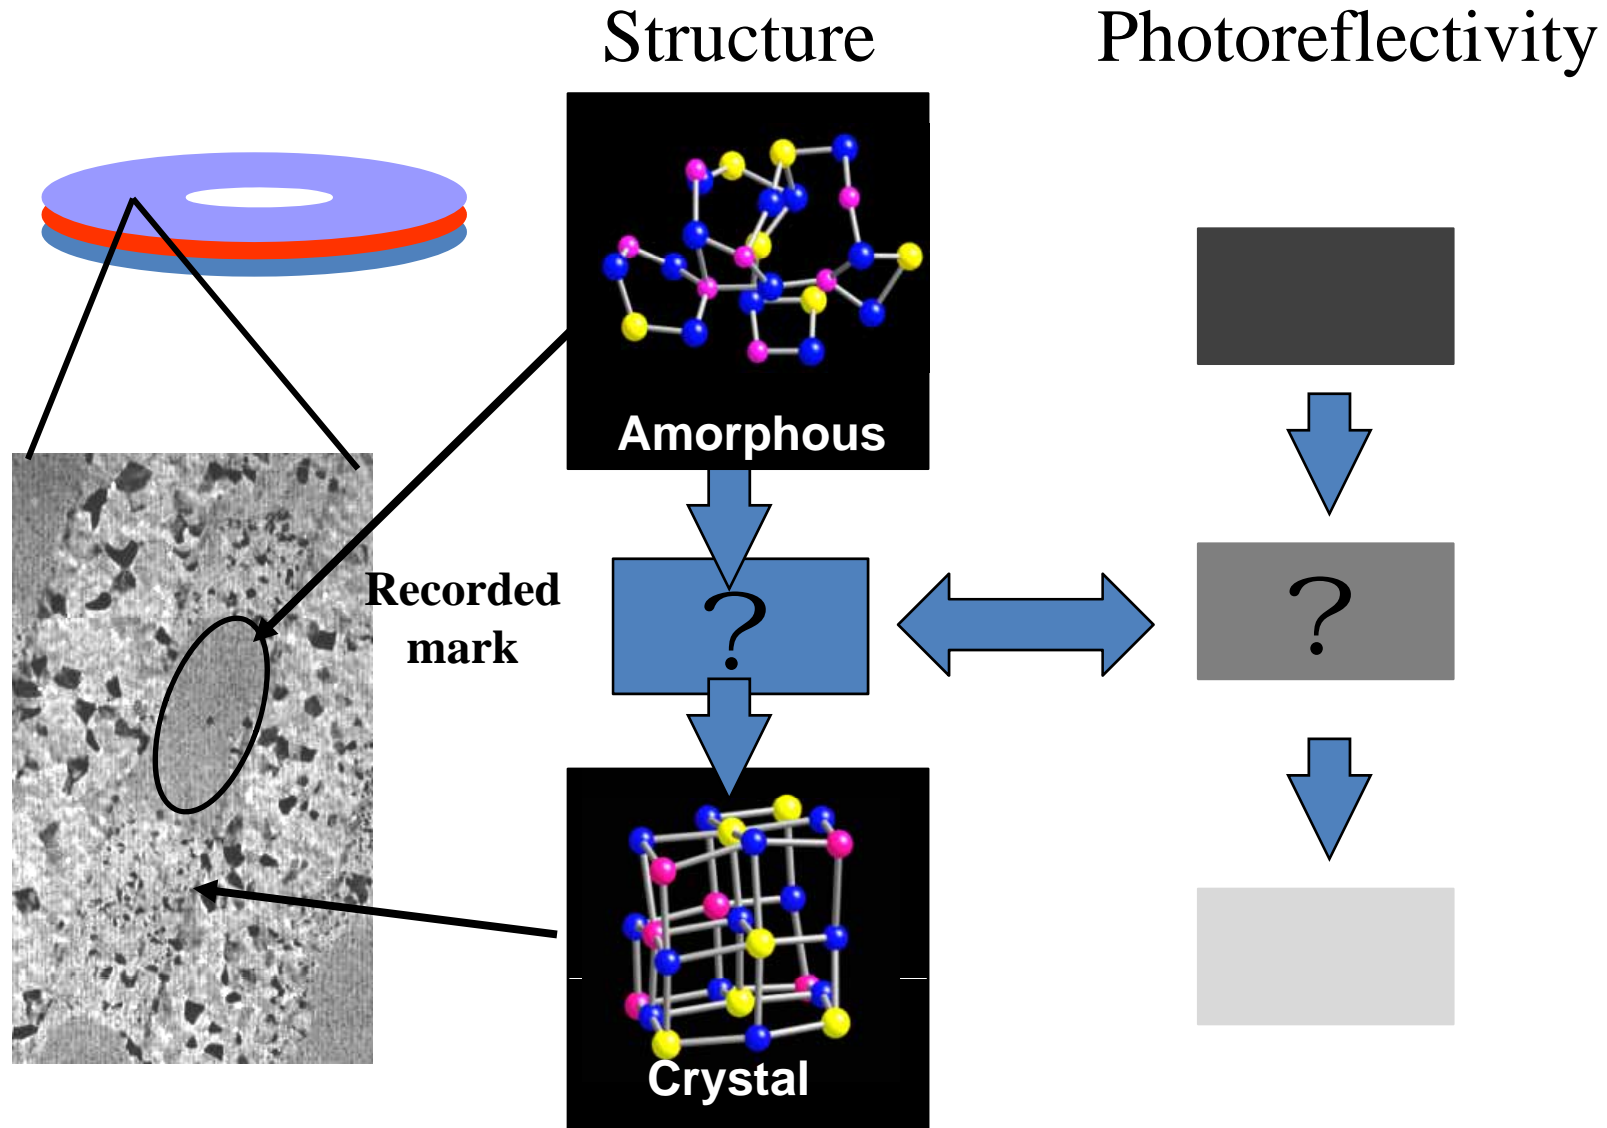 Structure
Photoreflectivity
Amorphous
Recorded
mark
?
?
Crystal